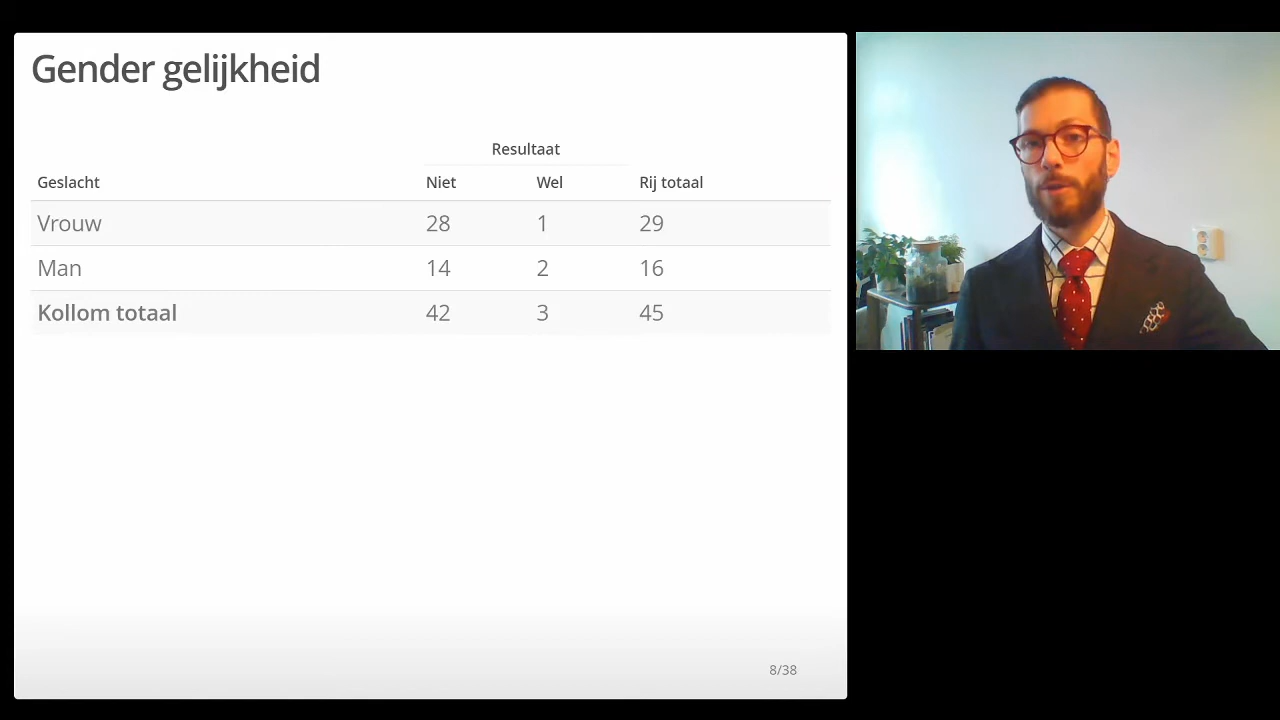 Gender gelijkheid
Resultaat
Geslacht Niet Wel Rij totaal
Vrouw 28 1 29
Man 14 2 16
Kollom totaal 42 3 45
8/38